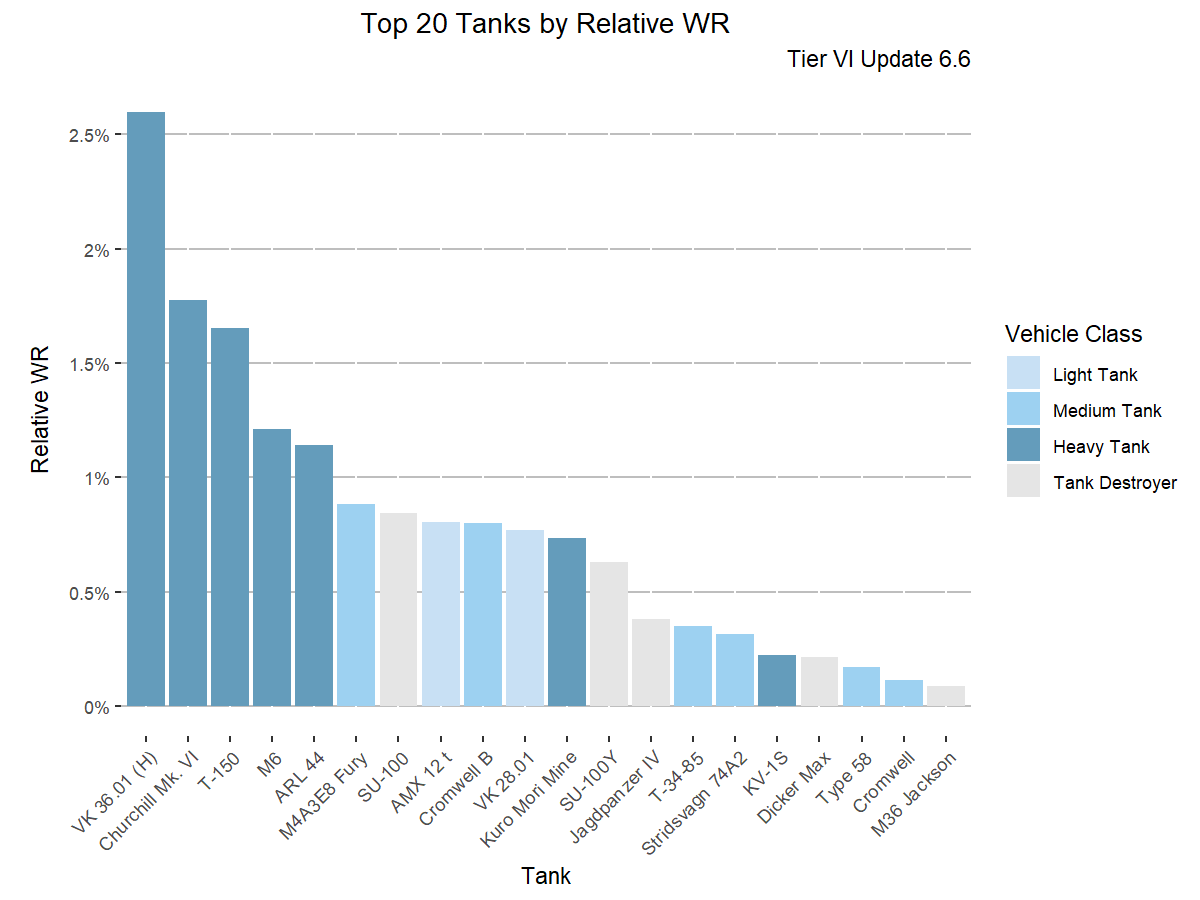 Top 20 Tanks by Relative WR
Tier VI Update 6.6
2.5%
2%
1.5%
1%
0.5%
0%
Relative WR
VK 36.01 (H)
Churchill Mk. VI
T-150
M6
ARL 44
M4A3E8 Fury
SU-100
AMX 12 t
Cromwell B
VK 28.01
Kuro Mori Mine
SU-100Y
Jagdpanzer IV
T-34-85
Stridsvagn 74A2
KV-1S
Dicker Max
Type 58
Cromwell
M36 Jackson
Tank
Vehicle Class
Light Tank
Medium Tank
Heavy Tank
Tank Destroyer